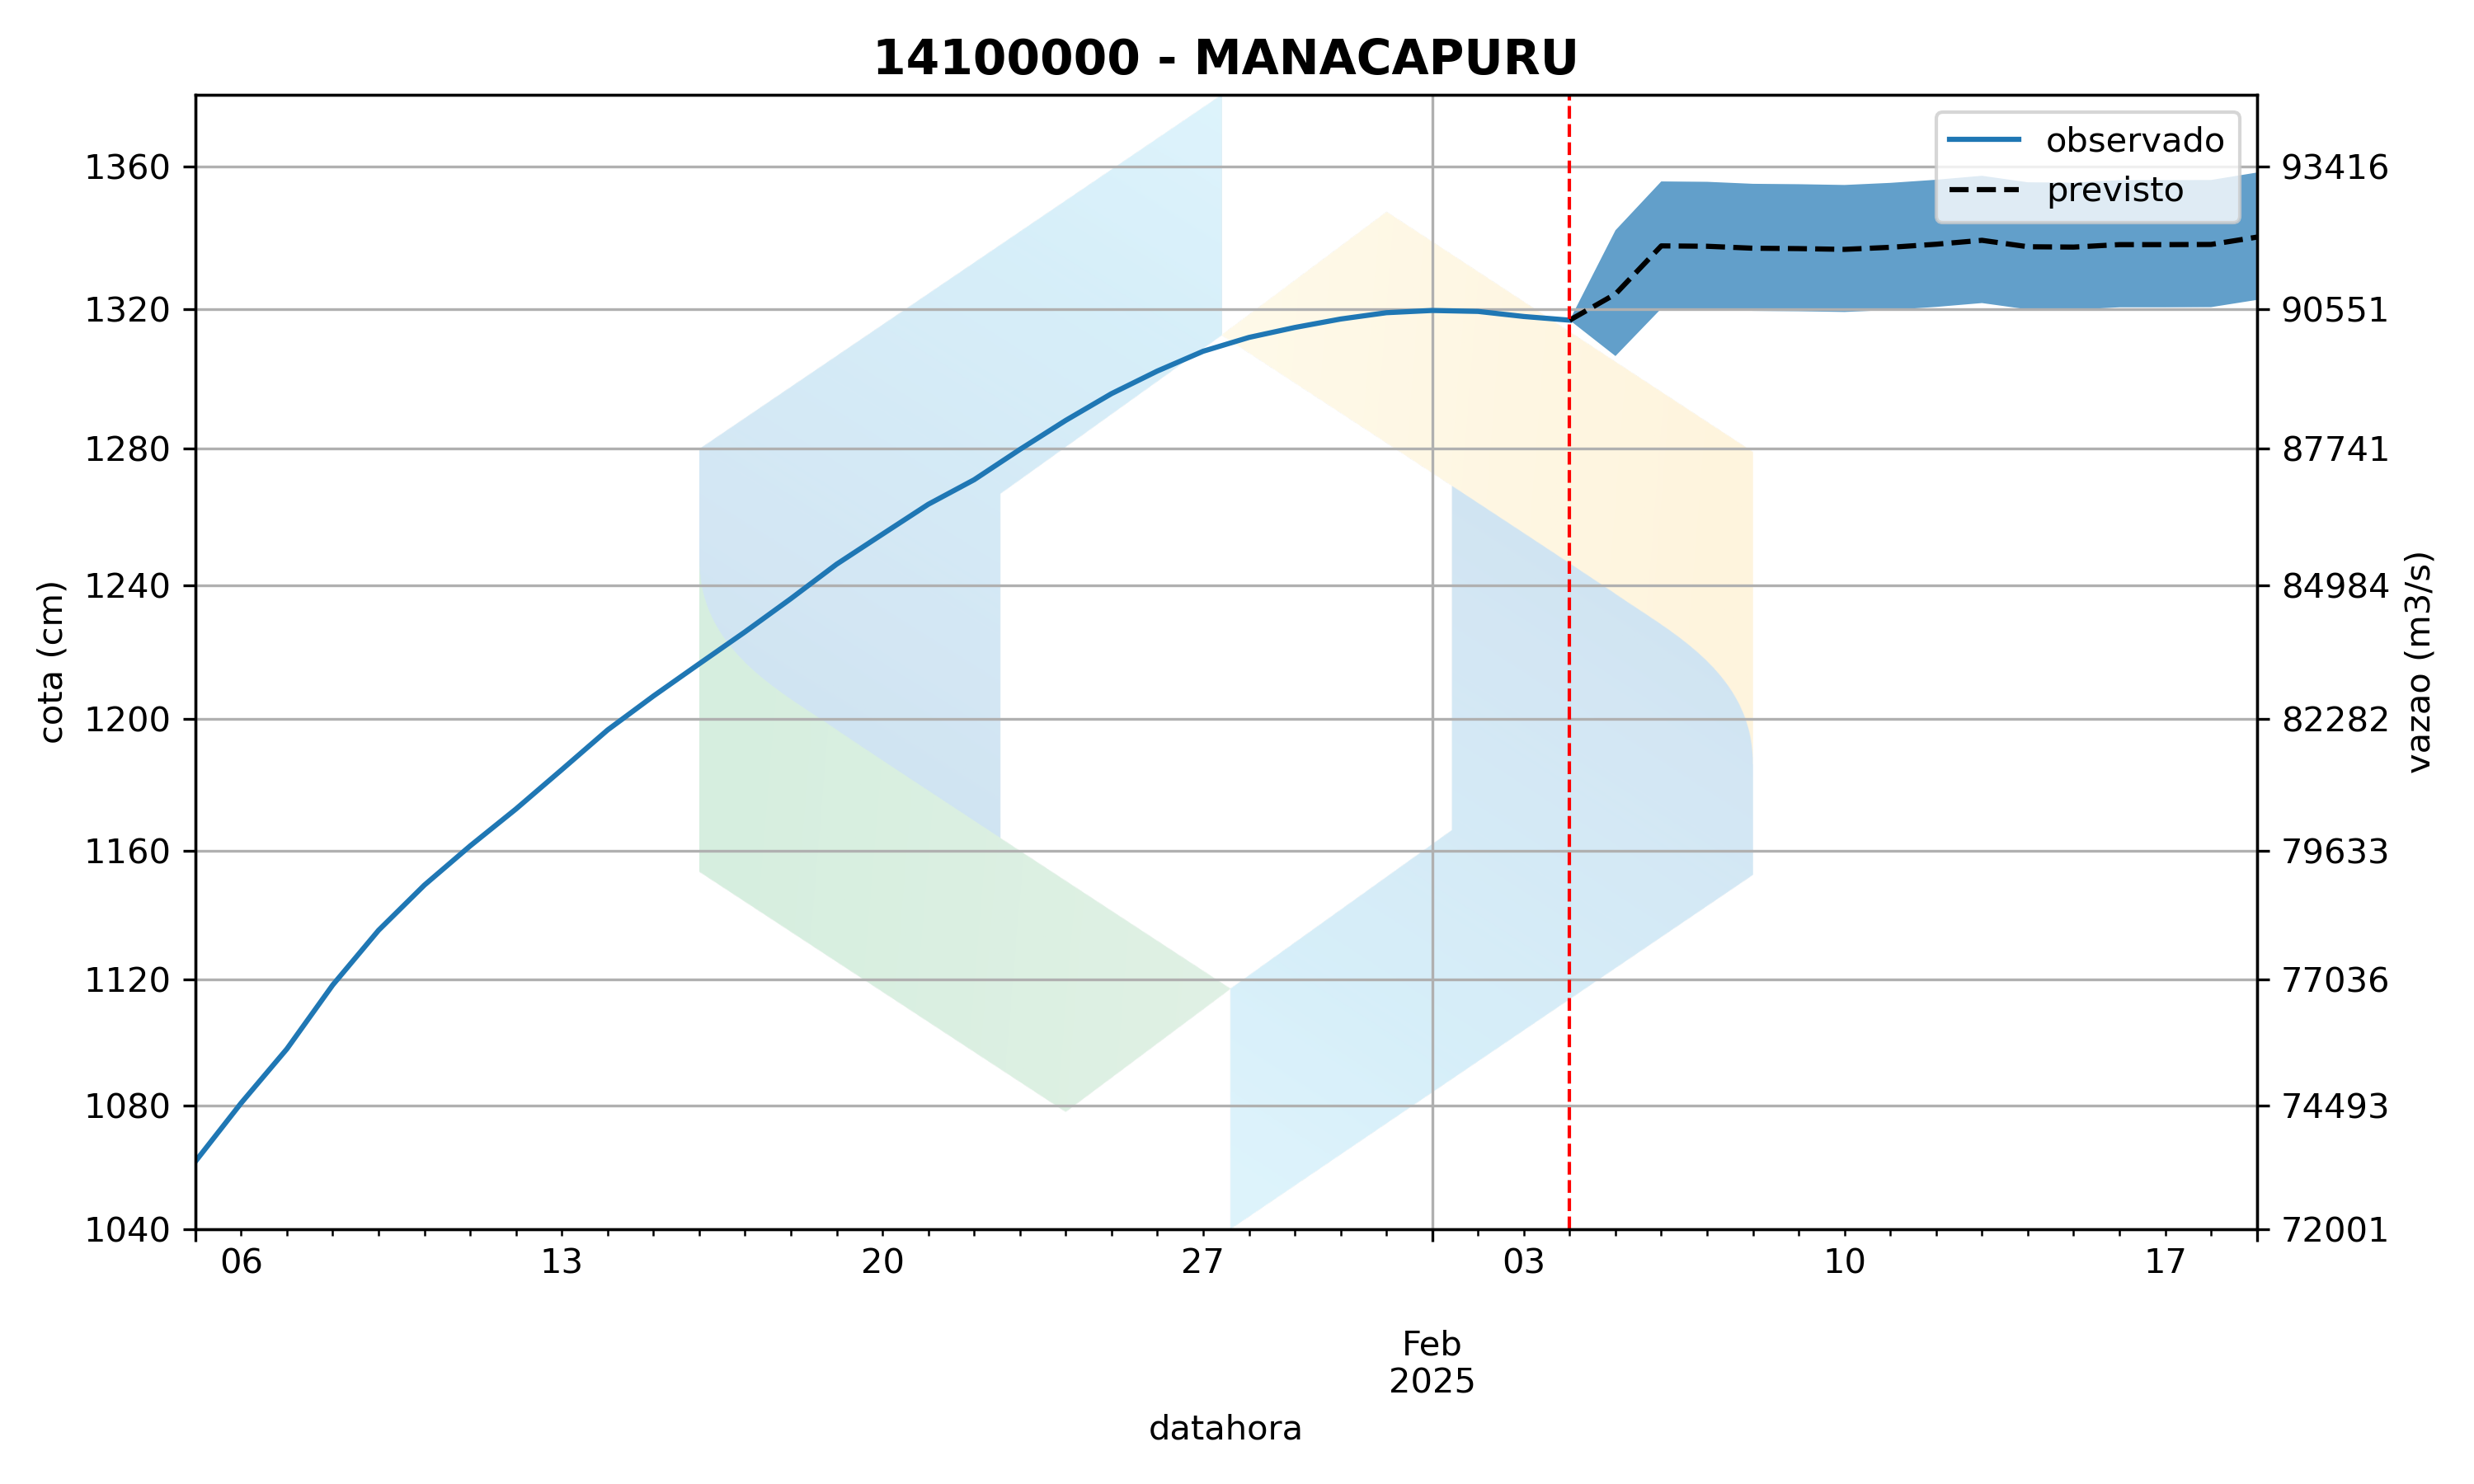 14100000 - MANACAPURU
observado
previsto
cota (cm)
1360
1320
1280
1240
1200
1160
1120
1080
1040
93416
90551
87741
84984
82282
79633
77036
74493
72001
vazao (m3/s)
06 13 20 27 03 10 17
Feb
2025
datahora